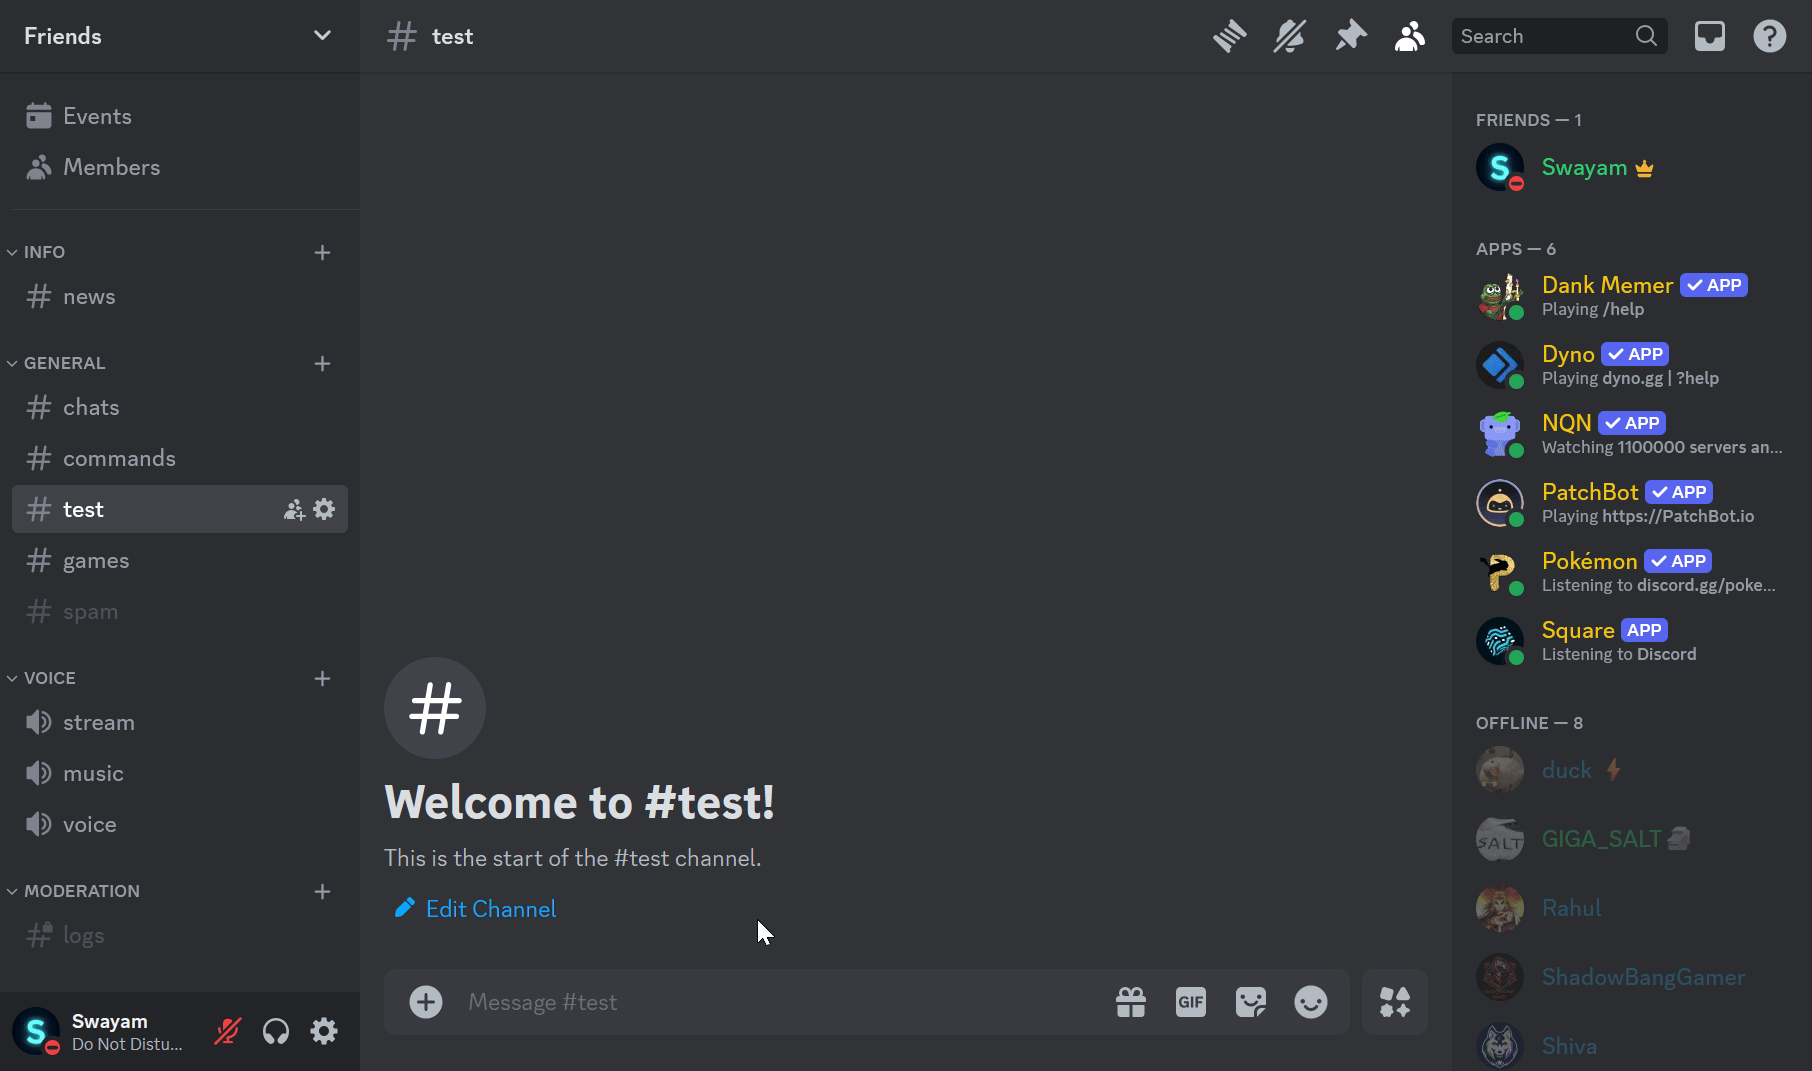 Friends
Events
Members
INFO
news
GENERAL
chats
commands
test
games
spam
VOICE
stream
music
voice
MODERATION
logs
S
Swayam
Do Not Distu...
test
Search
Welcome to #test!
This is the start of the #test channel.
Edit Channel
Message #test
GIF
FRIENDS — 1
S
Swayam
APPS — 6
Dank Memer APP
Playing /help
Dyno APP
Playing dyno.gg | ?help
NQN APP
Watching 1100000 servers an...
PatchBot APP
Playing https://PatchBot.io
P
Pokémon APP
Listening to discord.gg/poke...
Square APP
Listening to Discord
OFFLINE — 8
duck
SALT
GIGA_SALT
Rahul
ShadowBangGamer
Shiva